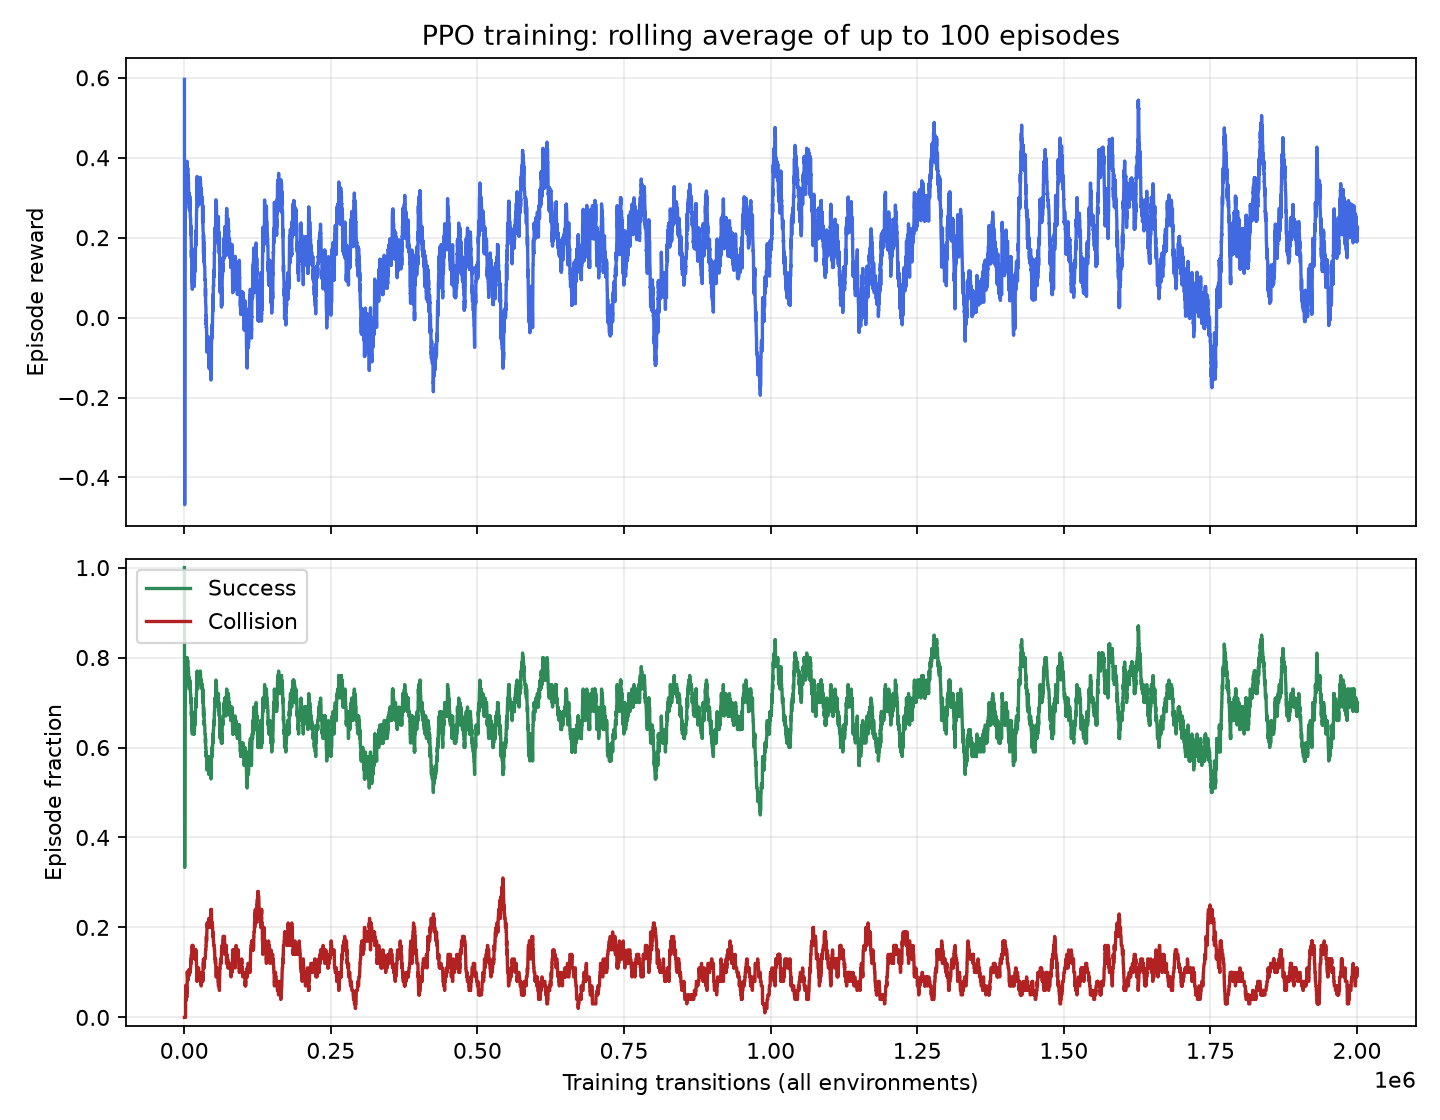 PPO training: rolling average of up to 100 episodes
0.6
0.4
0.2
0.0
−0.2
−0.4
Episode reward
1.0
0.8
0.6
0.4
0.2
0.0
Episode fraction
Success
Collision
0.00 0.25 0.50 0.75 1.00 1.25 1.50 1.75 2.00
Training transitions (all environments)
1e6